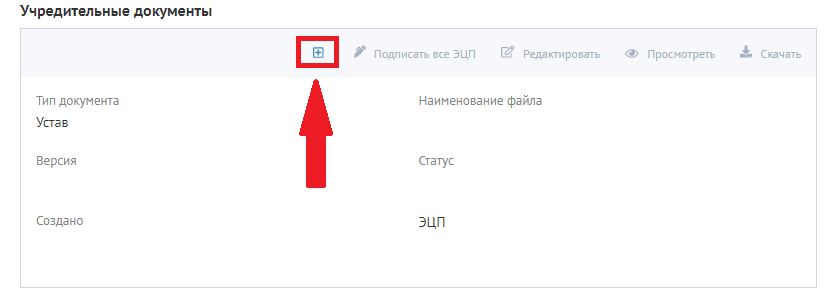 Учредительные документы
Подписать все ЭЦП Редактировать Просмотреть Скачать
Тип документа Наименование файла
Устав
Версия Статус
Создано ЭЦП